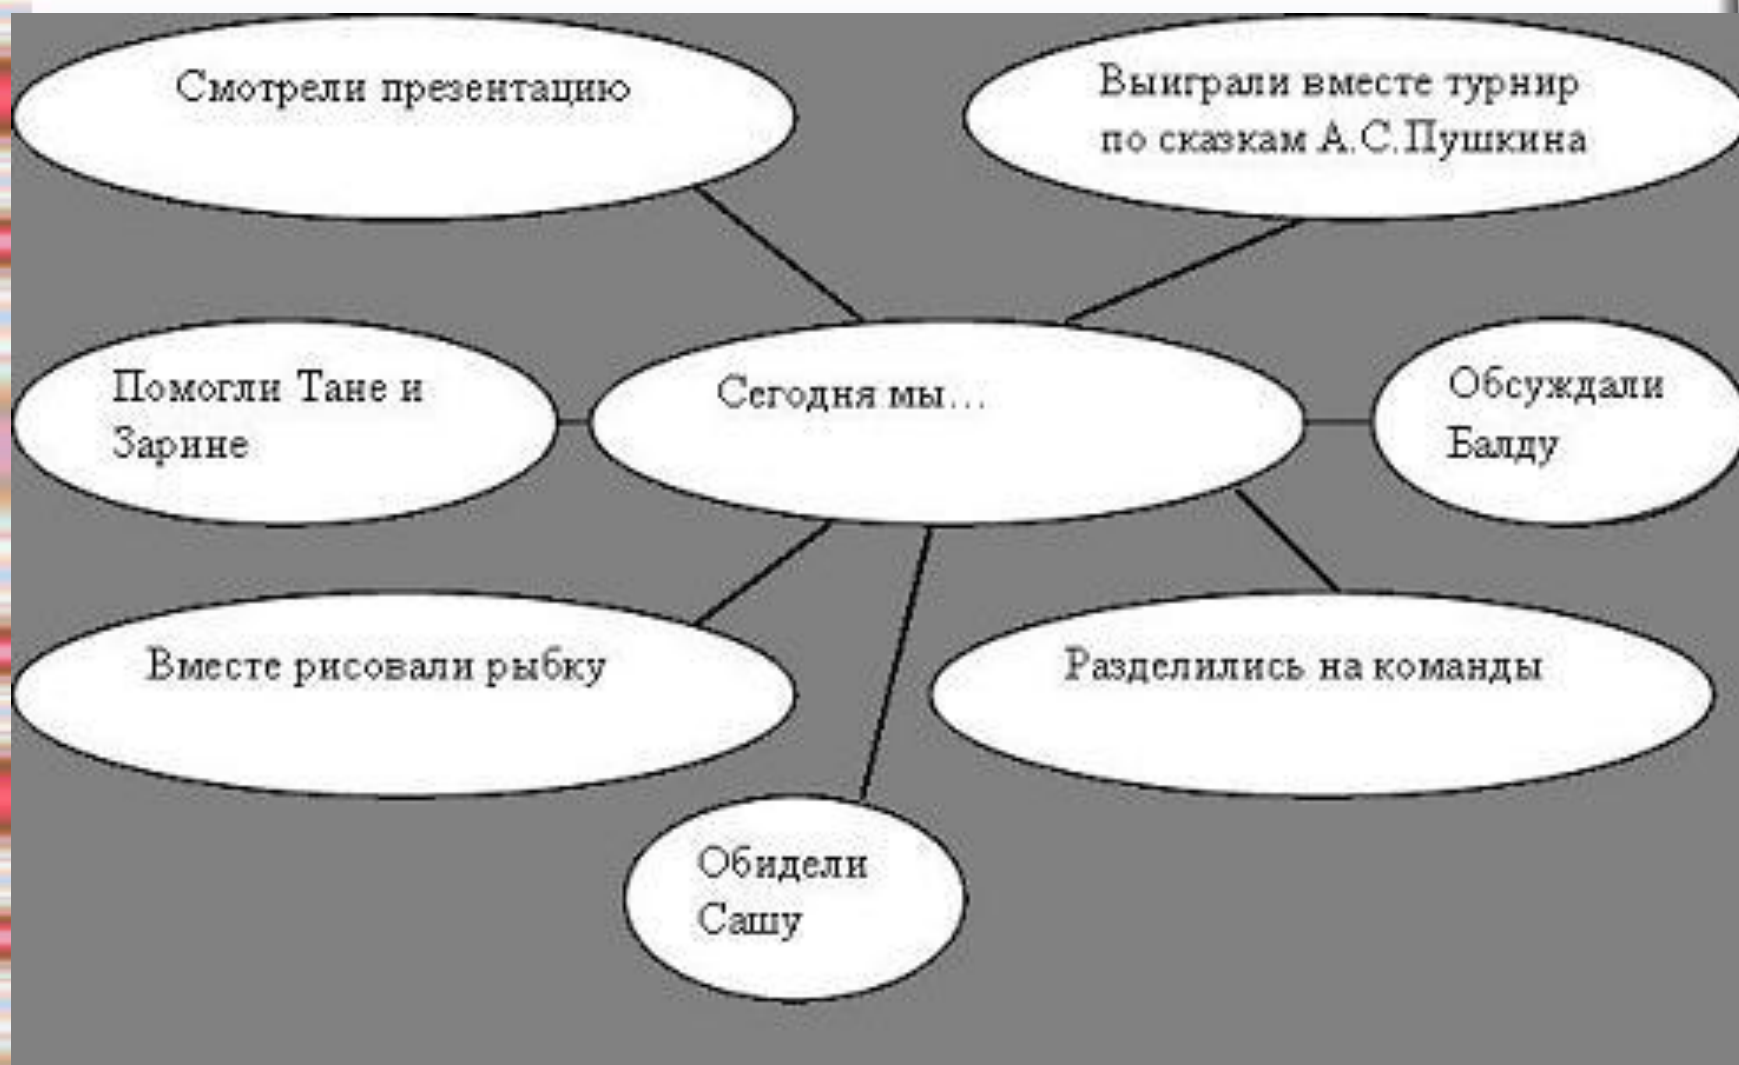 Смотрели презентацию
Выиграли вместе турнир
по сказкам А.С.Пушкина
Помогли Тане и
Зарине
Сегодня мы...
Обсуждали
Балду
Вместе рисовали рыбку
Разделились на команды
Обидели
Сашу